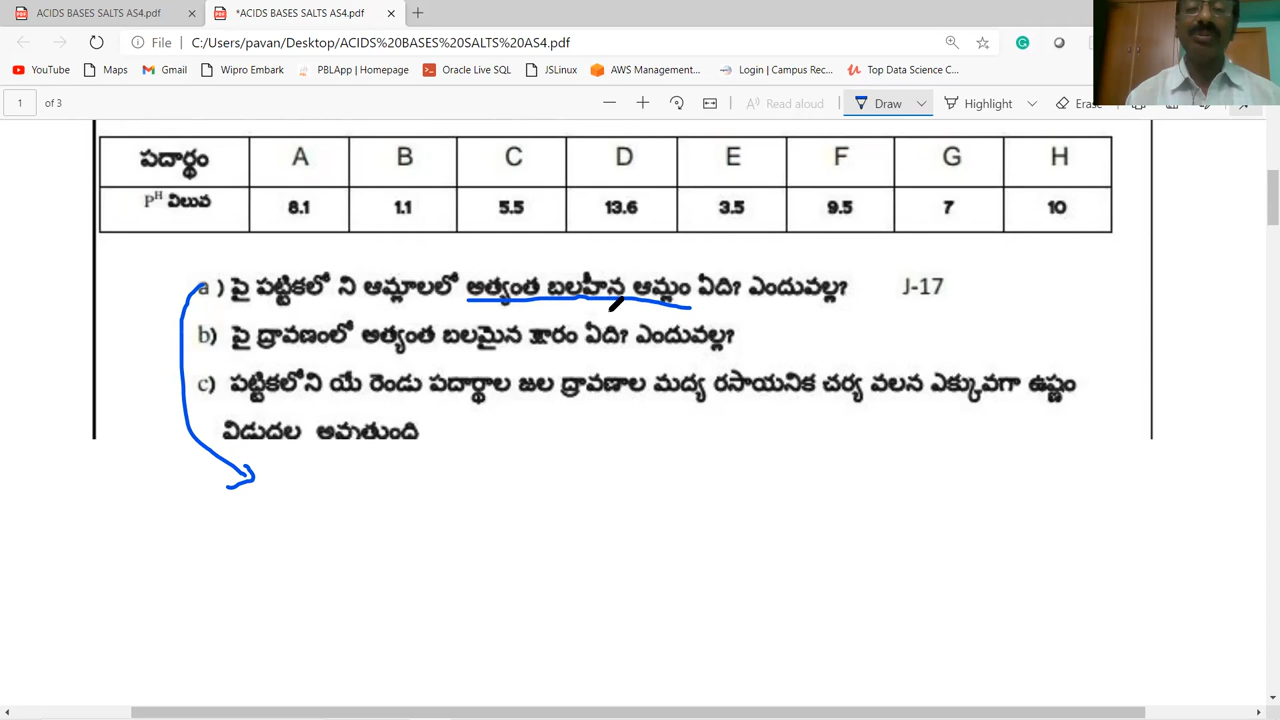 ACIDS BASES SALTS AS4.pdf
*ACIDS BASES SALTS AS4.pdf
File C:/Users/pavan/Desktop/ACIDS%20BASES%20SALTS%20AS4.pdf
YouTube Maps Gmail Wipro Embark PBLApp | Homepage Oracle Live SQL JSLinux AWS Management... Login | Campus Rec... Top Data Science C...
1 of 3 Read aloud Draw Highlight
పదార్థం A B C D E F G H
P^H విలువ 8.1 1.1 5.5 13.6 3.5 9.5 7 10
a ) పై పట్టికలో ని ఆమ్లాలలో అత్యంత బలహీన ఆమ్లం ఏది? ఎందువల్ల? J-17
b) పై ద్రావణంలో అత్యంత బలమైన క్షారం ఏది? ఎందువల్ల?
c) పట్టికలోని యే రెండు పదార్థాల జల ద్రావణాల మద్య రసాయనిక చర్య వలన ఎక్కువగా ఉష్ణం
విడుదల అవుతుంది